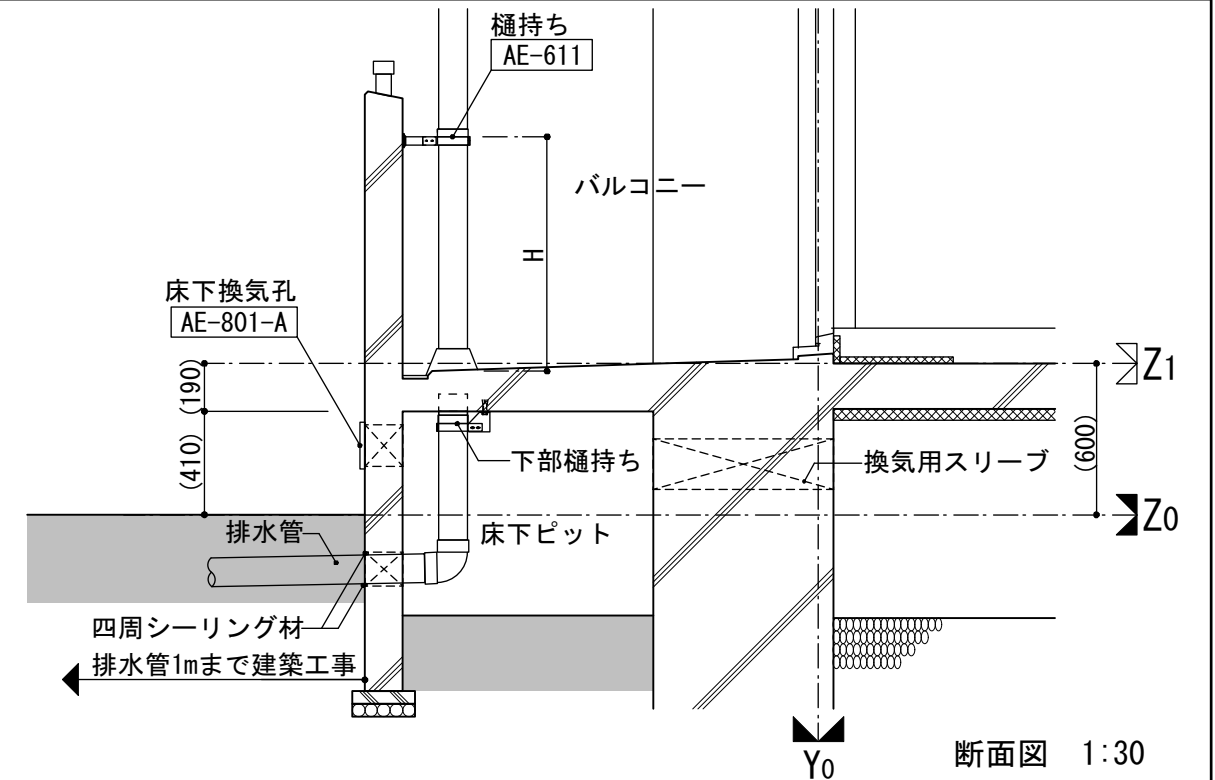 樋持ち
AE-611
バルコニー
H
床下換気孔
AE-801-A
Z1
(190)
(410)
(600)
下部樋持ち
換気用スリーブ
Z0
排水管
床下ピット
四周シーリング材
排水管1mまで建築工事
Y0
断面図 1:30